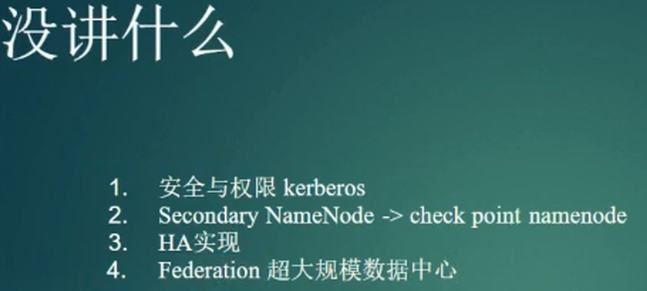 没讲什么
1. 安全与权限 kerberos
2. Secondary NameNode -> check point namenode
3. HA实现
4. Federation 超大规模数据中心